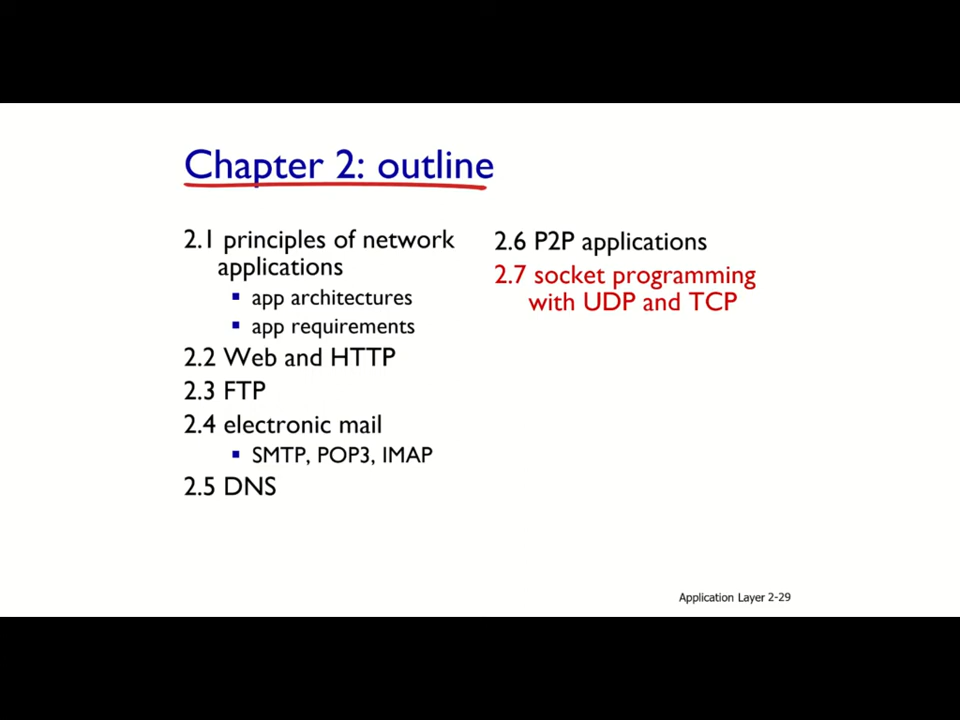 Chapter 2: outline
2.1 principles of network
applications
▪ app architectures
▪ app requirements
2.2 Web and HTTP
2.3 FTP
2.4 electronic mail
▪ SMTP, POP3, IMAP
2.5 DNS
2.6 P2P applications
2.7 socket programming
with UDP and TCP
Application Layer 2-29